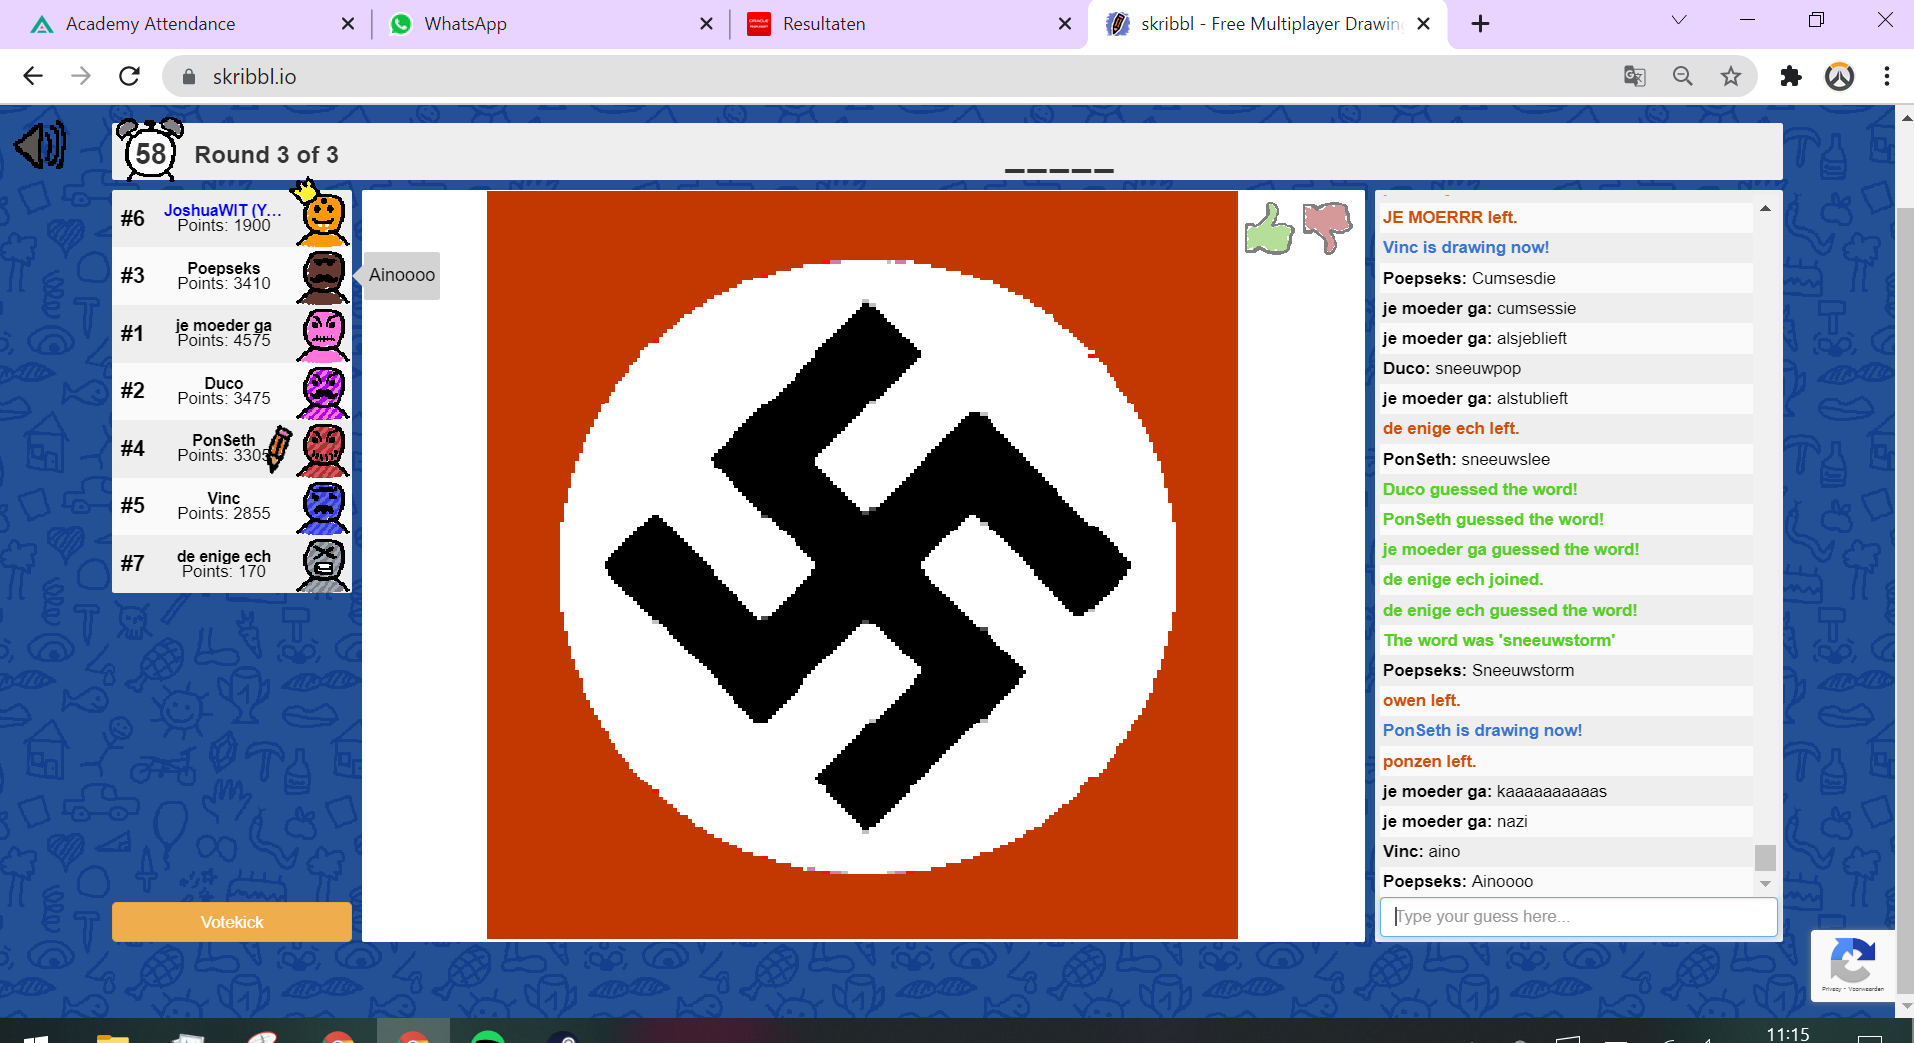 Academy Attendance
WhatsApp
Resultaten
skribbl - Free Multiplayer Drawin
skribbl.io
58
Round 3 of 3
#6
JoshuaWIT (Y...
Points: 1900
#3
Poepseks
Points: 3410
Ainoooo
#1
je moeder ga
Points: 4575
#2
Duco
Points: 3475
#4
PonSeth
Points: 3305
#5
Vinc
Points: 2855
#7
de enige ech
Points: 170
Votekick
JE MOERRR left.
Vinc is drawing now!
Poepseks: Cumsesdie
je moeder ga: cumsessie
je moeder ga: alsjeblieft
Duco: sneeuwpop
je moeder ga: alstublieft
de enige ech left.
PonSeth: sneeuwslee
Duco guessed the word!
PonSeth guessed the word!
je moeder ga guessed the word!
de enige ech joined.
de enige ech guessed the word!
The word was 'sneeuwstorm'
Poepseks: Sneeuwstorm
owen left.
PonSeth is drawing now!
ponzen left.
je moeder ga: kaaaaaaaaaas
je moeder ga: nazi
Vinc: aino
Poepseks: Ainoooo
Type your guess here...
Privacy - Voorwaarden
11:15